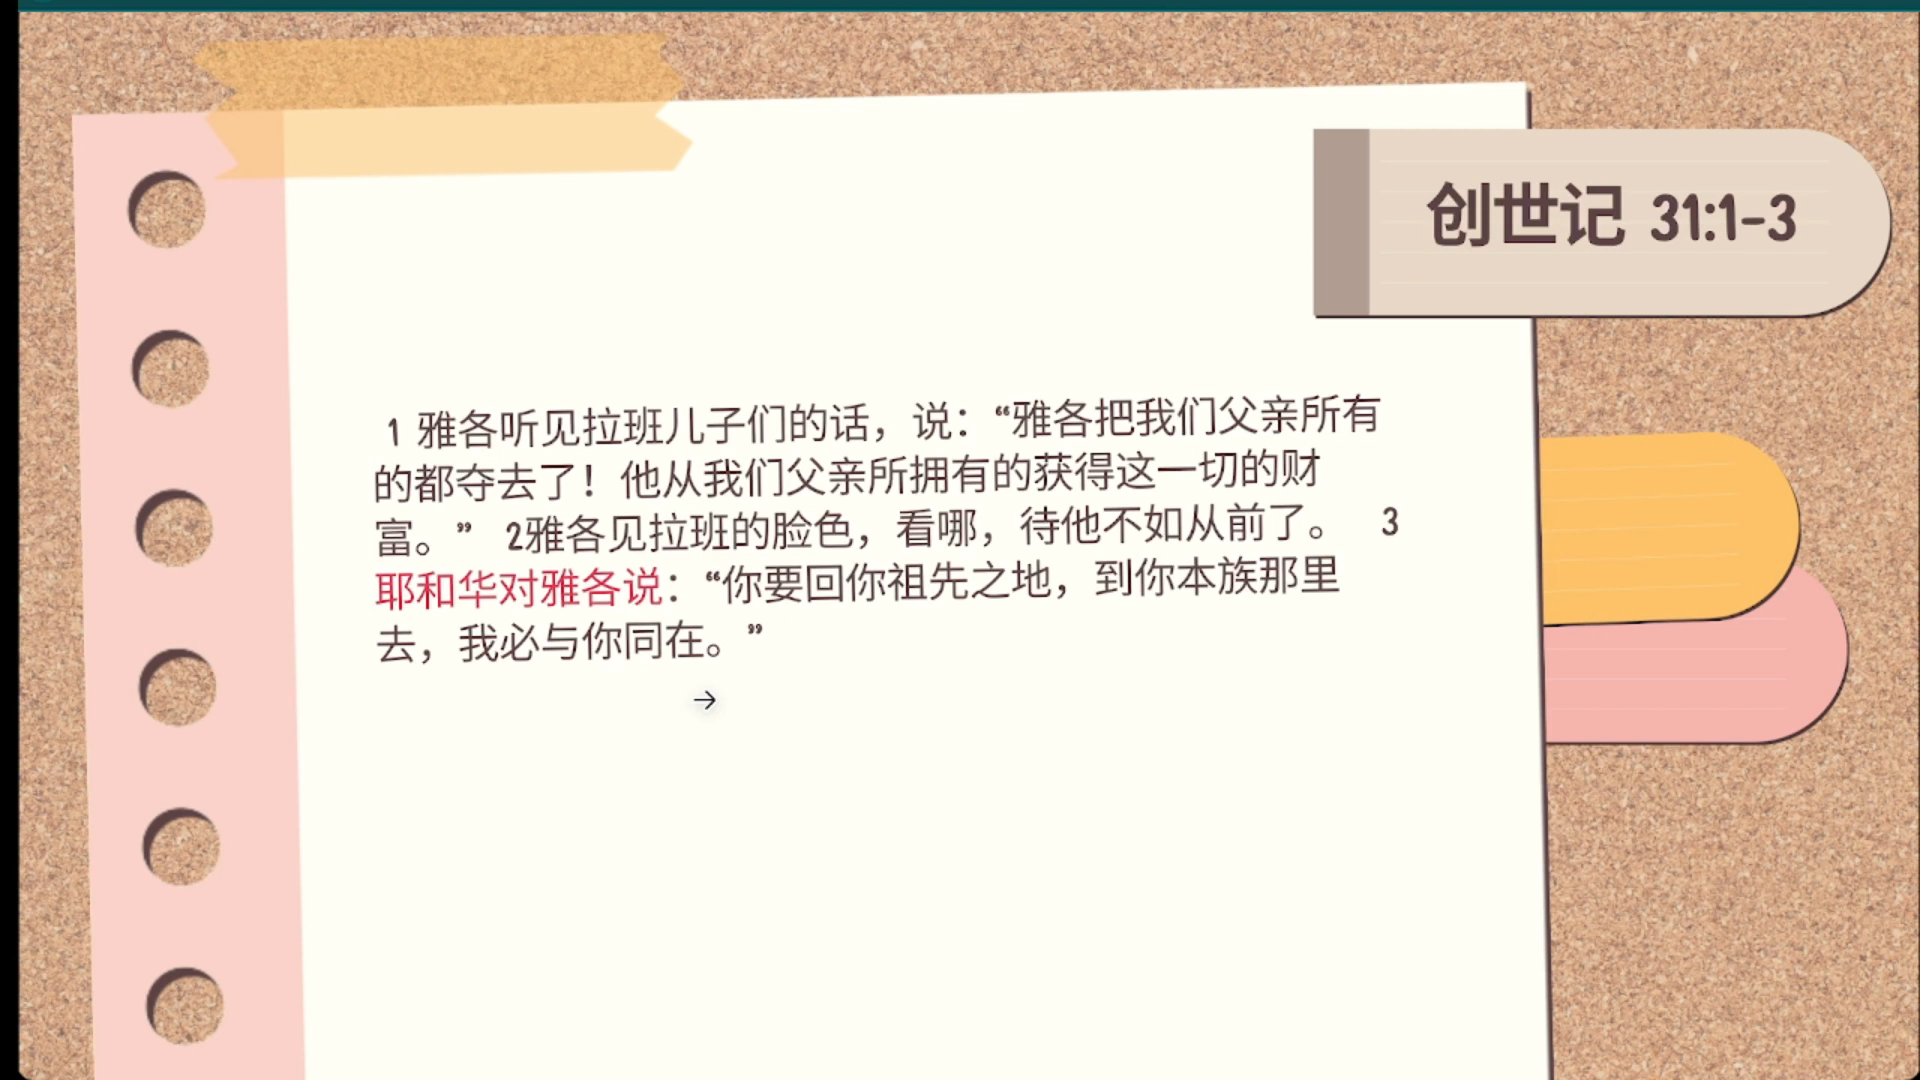 创世记 31:1-3
1 雅各听见拉班儿子们的话，说：“雅各把我们父亲所有
的都夺去了！他从我们父亲所拥有的获得这一切的财
富。” 2雅各见拉班的脸色，看哪，待他不如从前了。 3
耶和华对雅各说：“你要回你祖先之地，到你本族那里
去，我必与你同在。”